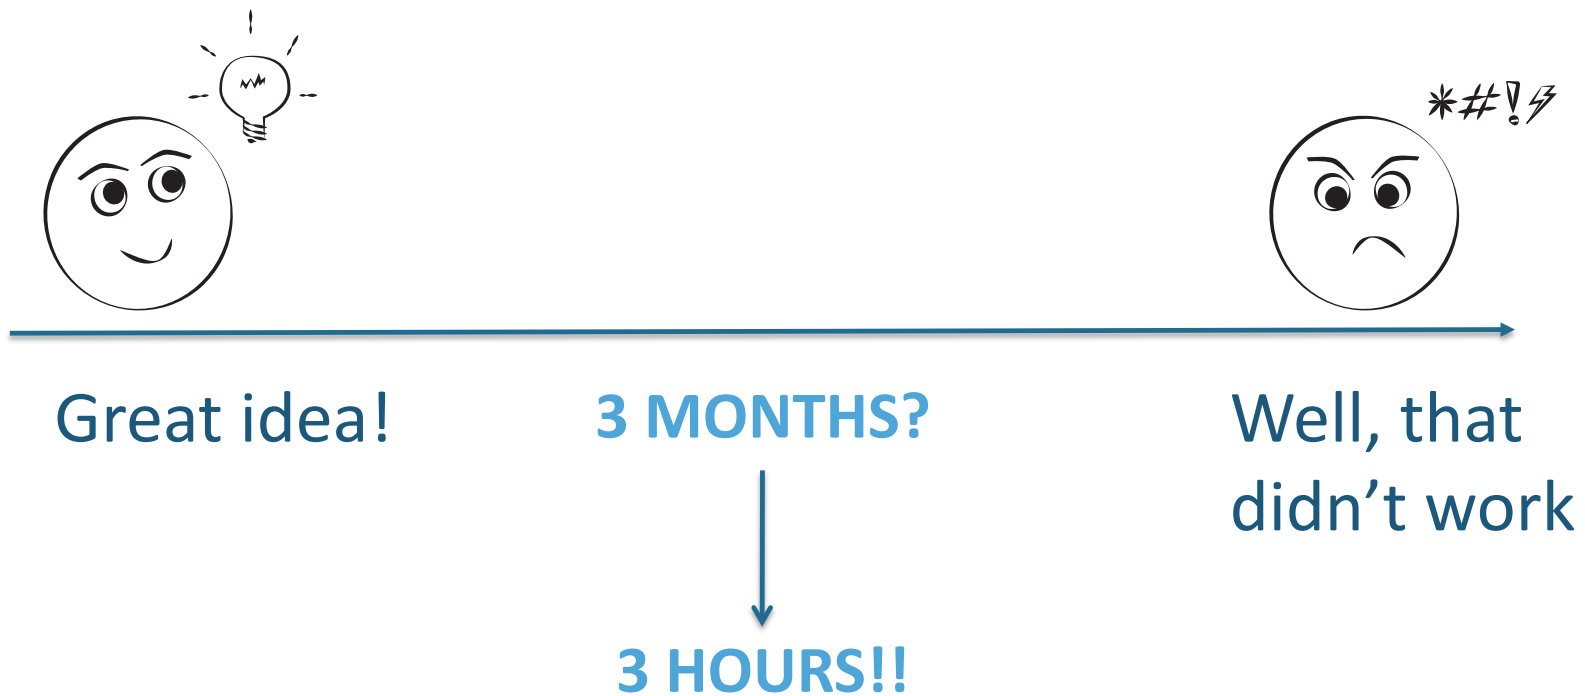 *#!⚡
Great idea!
3 MONTHS?
Well, that
didn’t work
3 HOURS!!